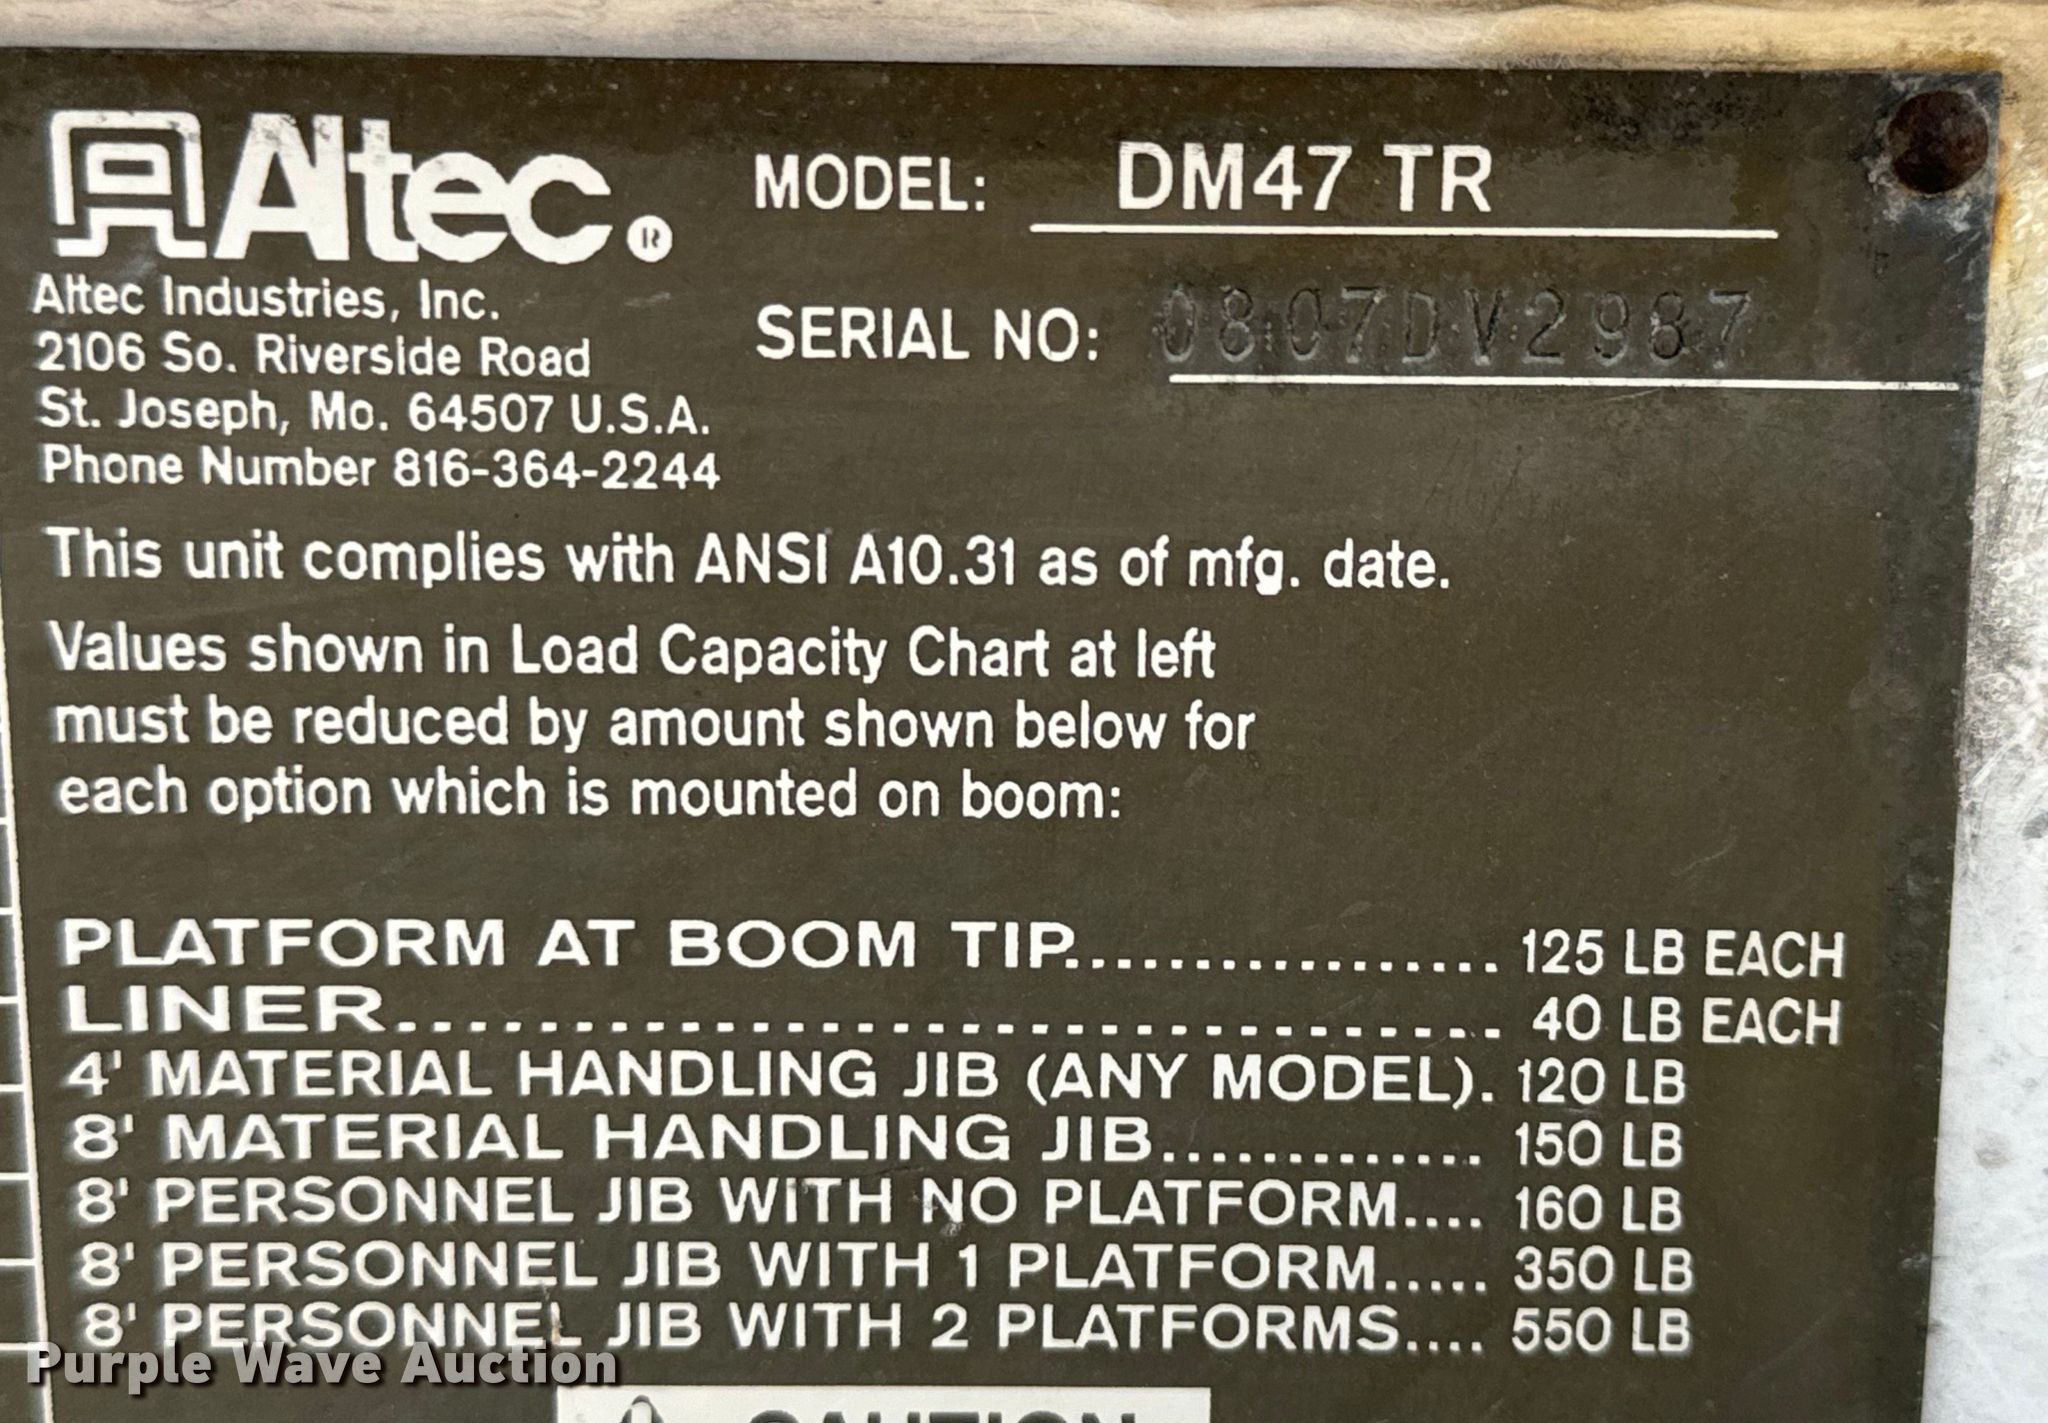 Altec®
MODEL: DM47 TR
SERIAL NO: 0807DV2987
Altec Industries, Inc.
2106 So. Riverside Road
St. Joseph, Mo. 64507 U.S.A.
Phone Number 816-364-2244
This unit complies with ANSI A10.31 as of mfg. date.
Values shown in Load Capacity Chart at left
must be reduced by amount shown below for
each option which is mounted on boom:
PLATFORM AT BOOM TIP................. 125 LB EACH
LINER................................ 40 LB EACH
4' MATERIAL HANDLING JIB (ANY MODEL). 120 LB
8' MATERIAL HANDLING JIB............. 150 LB
8' PERSONNEL JIB WITH NO PLATFORM.... 160 LB
8' PERSONNEL JIB WITH 1 PLATFORM..... 350 LB
8' PERSONNEL JIB WITH 2 PLATFORMS.... 550 LB
Purple Wave Auction
CAUTION